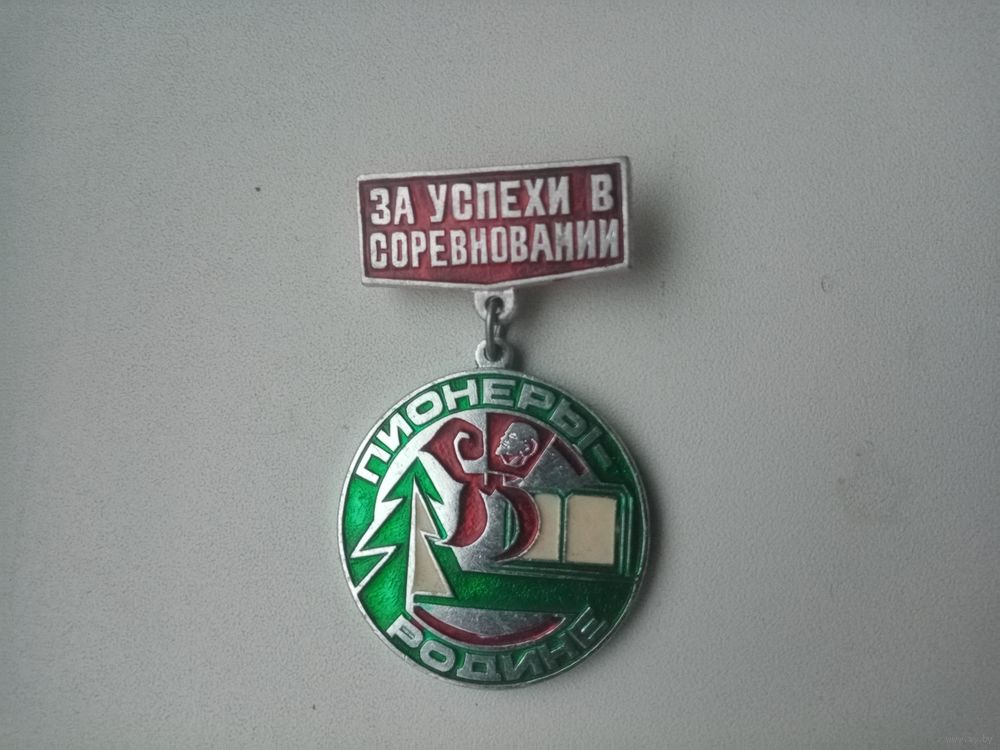 ЗА УСПЕХИ В
СОРЕВНОВАНИИ
ПИОНЕРЫ-
РОДИНЕ